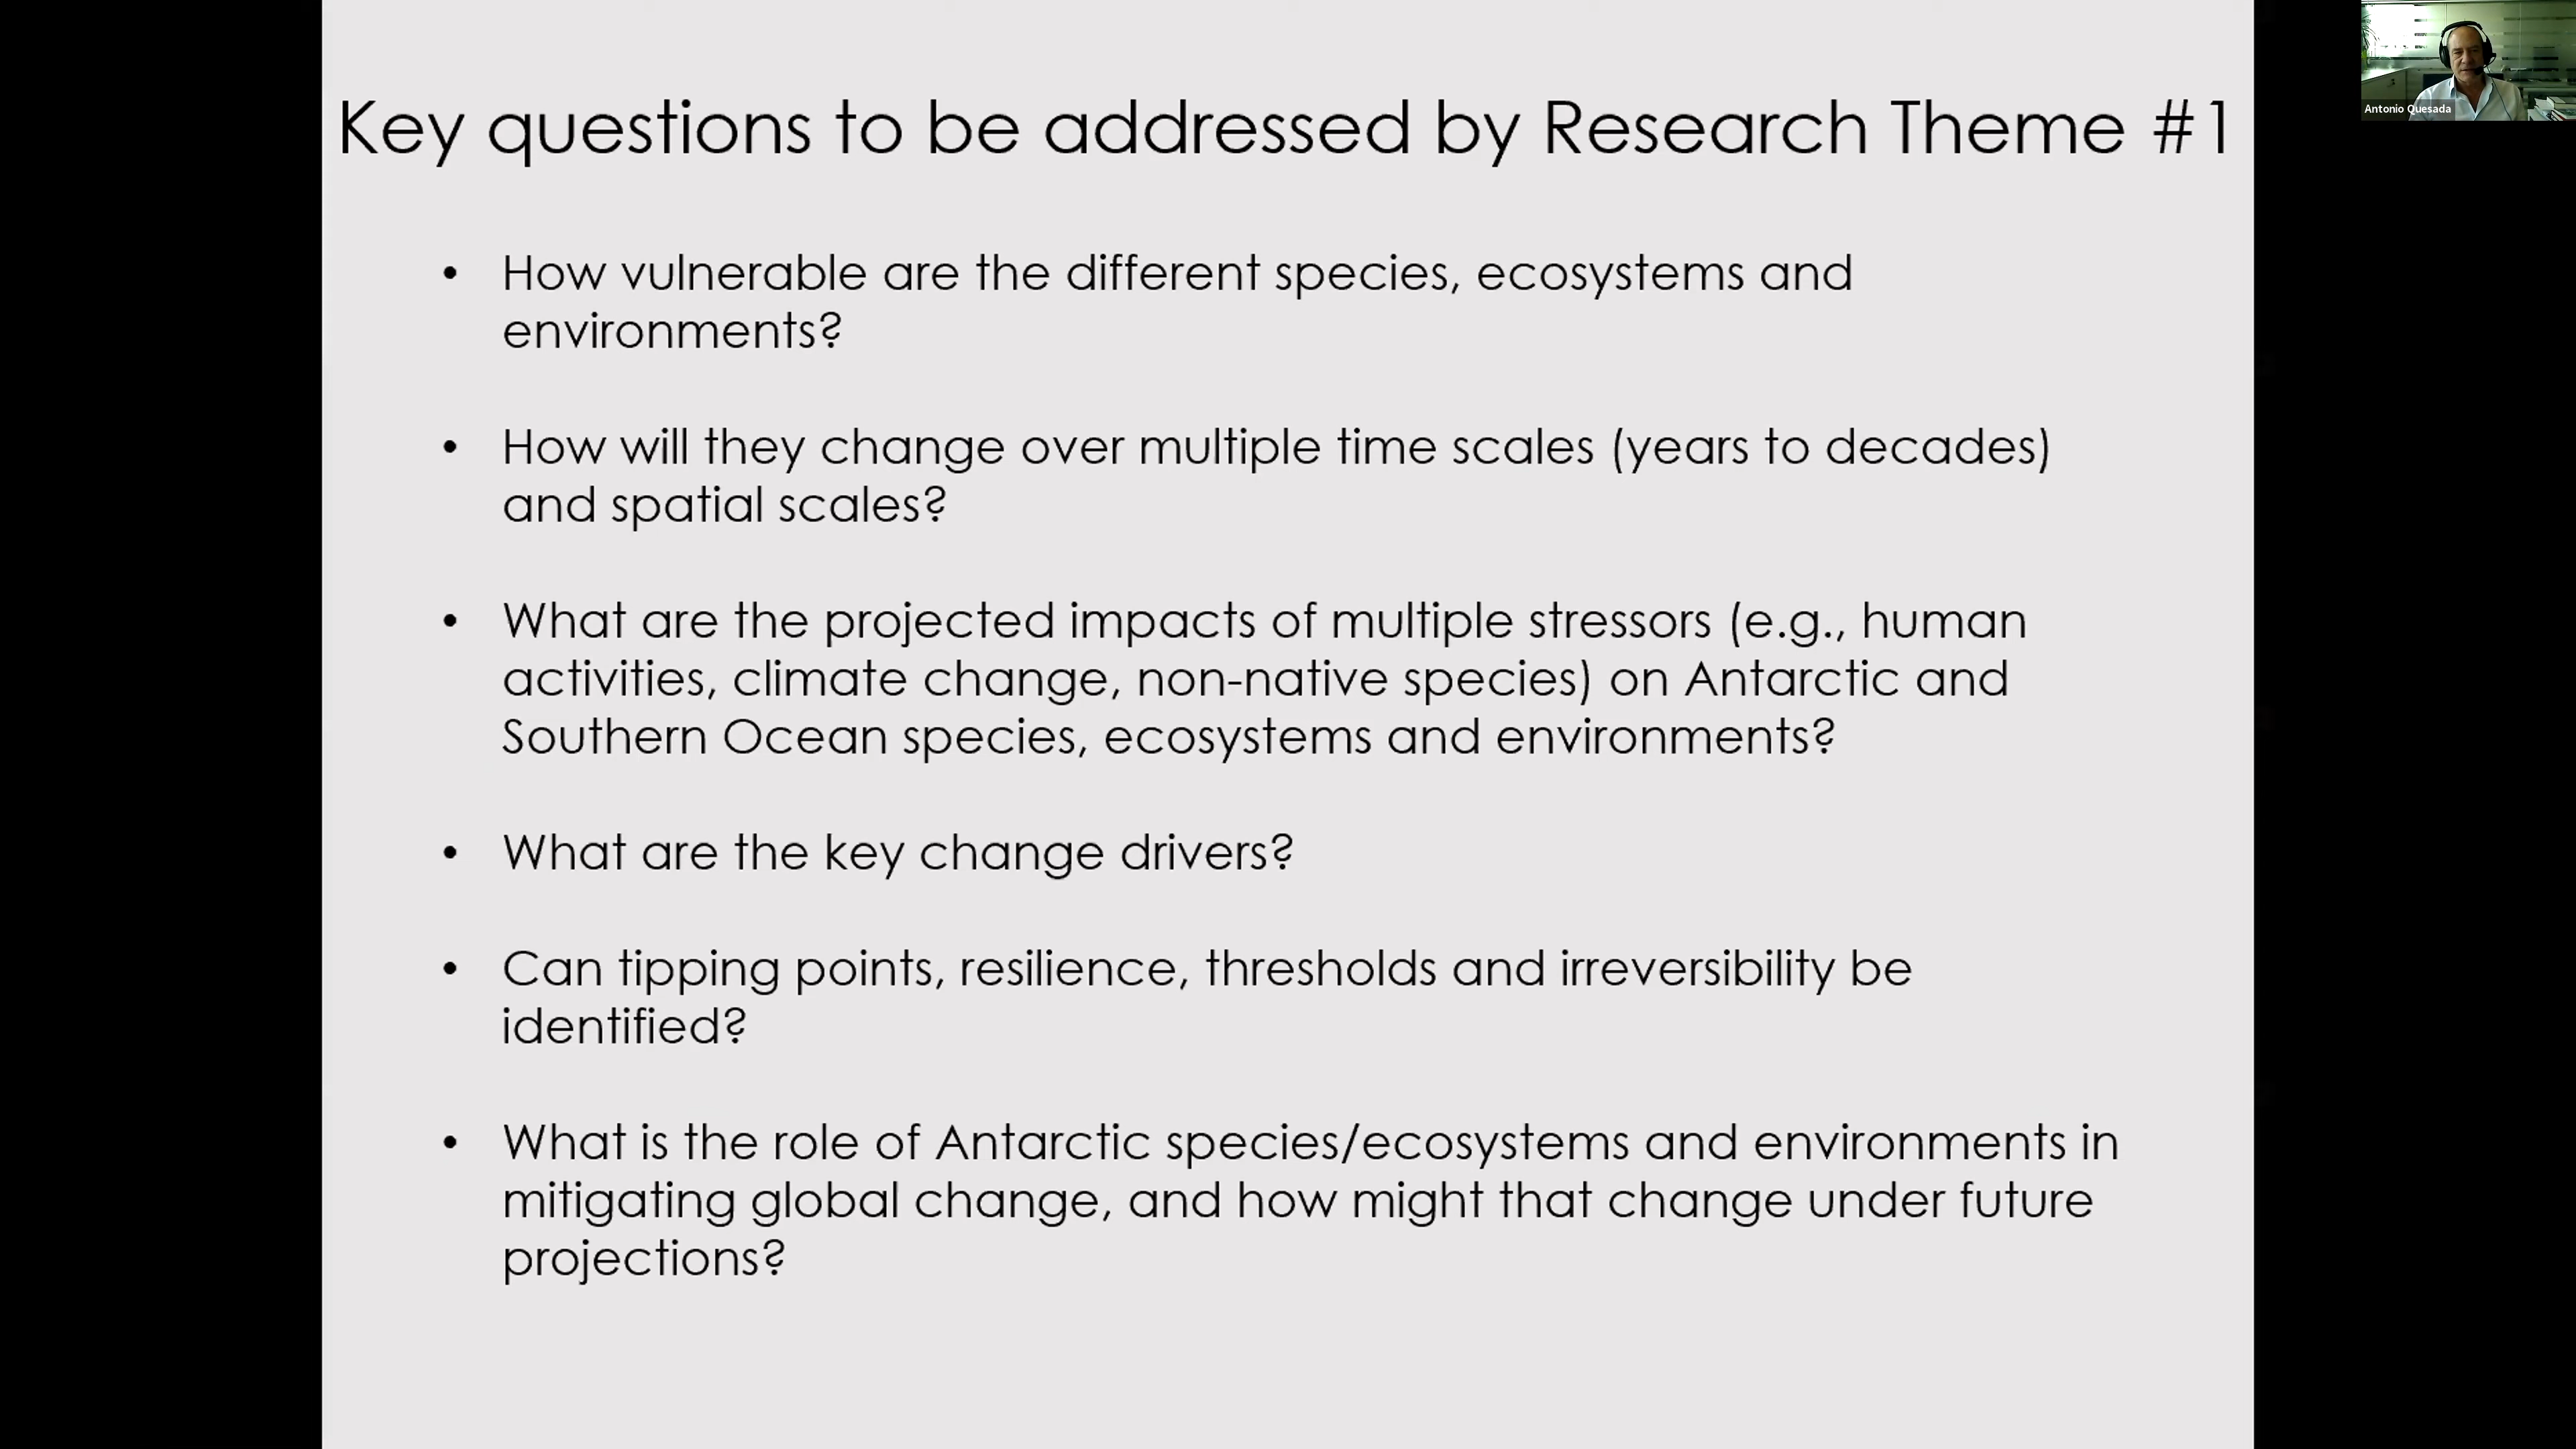 Key questions to be addressed by Research Theme #1
Antonio Quesada
• How vulnerable are the different species, ecosystems and
environments?
• How will they change over multiple time scales (years to decades)
and spatial scales?
• What are the projected impacts of multiple stressors (e.g., human
activities, climate change, non-native species) on Antarctic and
Southern Ocean species, ecosystems and environments?
• What are the key change drivers?
• Can tipping points, resilience, thresholds and irreversibility be
identified?
• What is the role of Antarctic species/ecosystems and environments in
mitigating global change, and how might that change under future
projections?